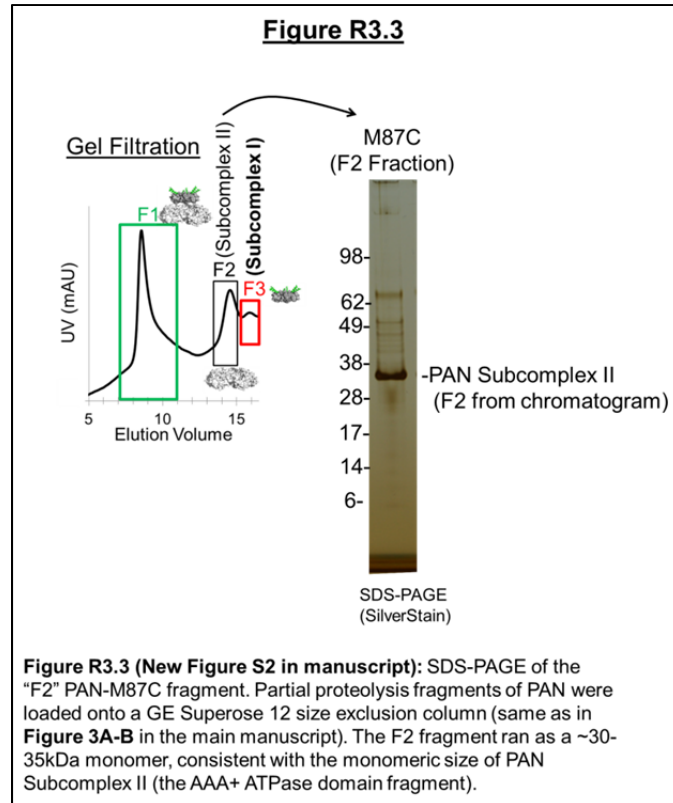 Figure R3.3
Gel Filtration
F1
F2 (Subcomplex II)
F3 (Subcomplex I)
UV (mAU)
5 10 15
Elution Volume
M87C
(F2 Fraction)
98-
62-
49-
38-
28-
17-
14-
6-
-PAN Subcomplex II
(F2 from chromatogram)
SDS-PAGE
(SilverStain)
Figure R3.3 (New Figure S2 in manuscript): SDS-PAGE of the
“F2” PAN-M87C fragment. Partial proteolysis fragments of PAN were
loaded onto a GE Superose 12 size exclusion column (same as in
Figure 3A-B in the main manuscript). The F2 fragment ran as a ~30-
35kDa monomer, consistent with the monomeric size of PAN
Subcomplex II (the AAA+ ATPase domain fragment).